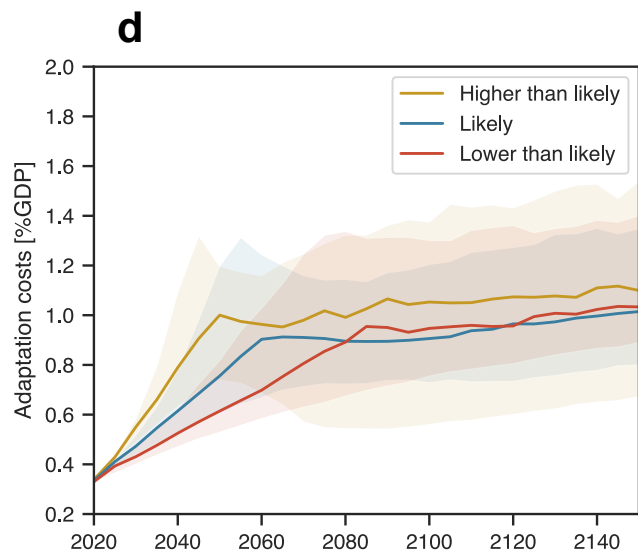 d
Adaptation costs [%GDP]
2.0
1.8
1.6
1.4
1.2
1.0
0.8
0.6
0.4
0.2
Higher than likely
Likely
Lower than likely
2020 2040 2060 2080 2100 2120 2140